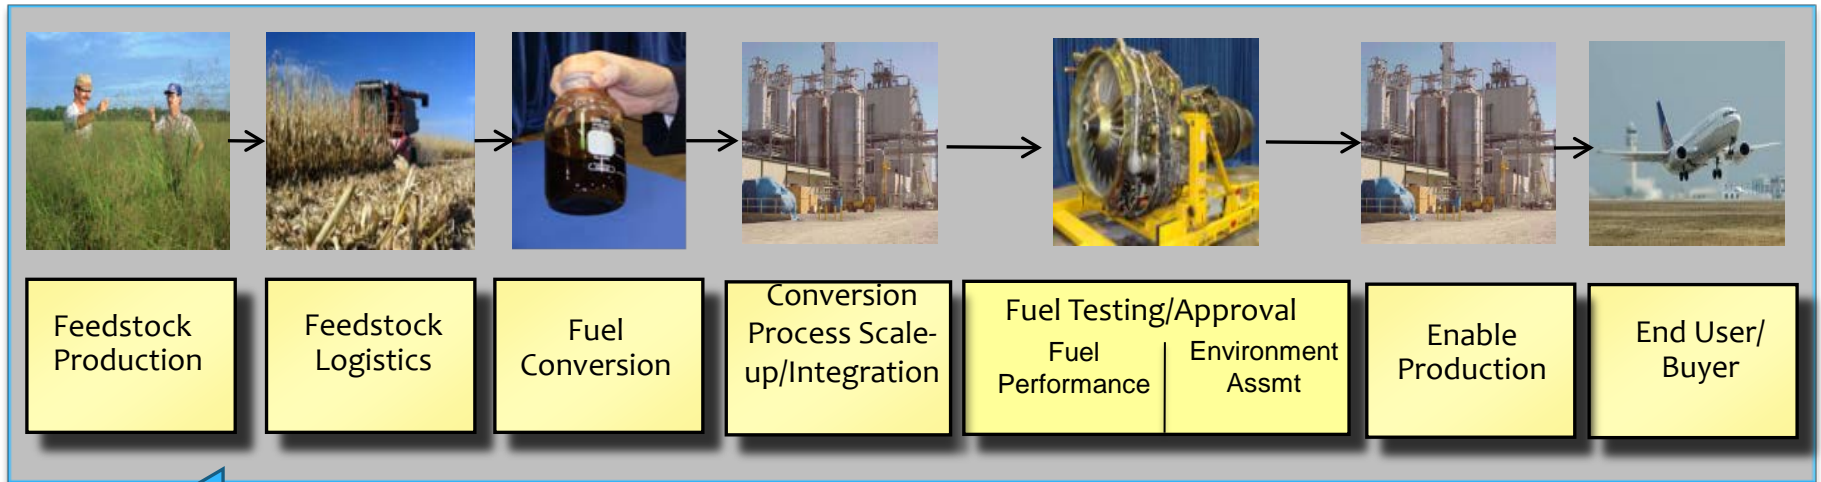 Feedstock
Production
Feedstock
Logistics
Fuel
Conversion
Conversion
Process Scale-
up/Integration
Fuel Testing/Approval
Fuel
Performance
Environment
Assmt
Enable
Production
End User/
Buyer